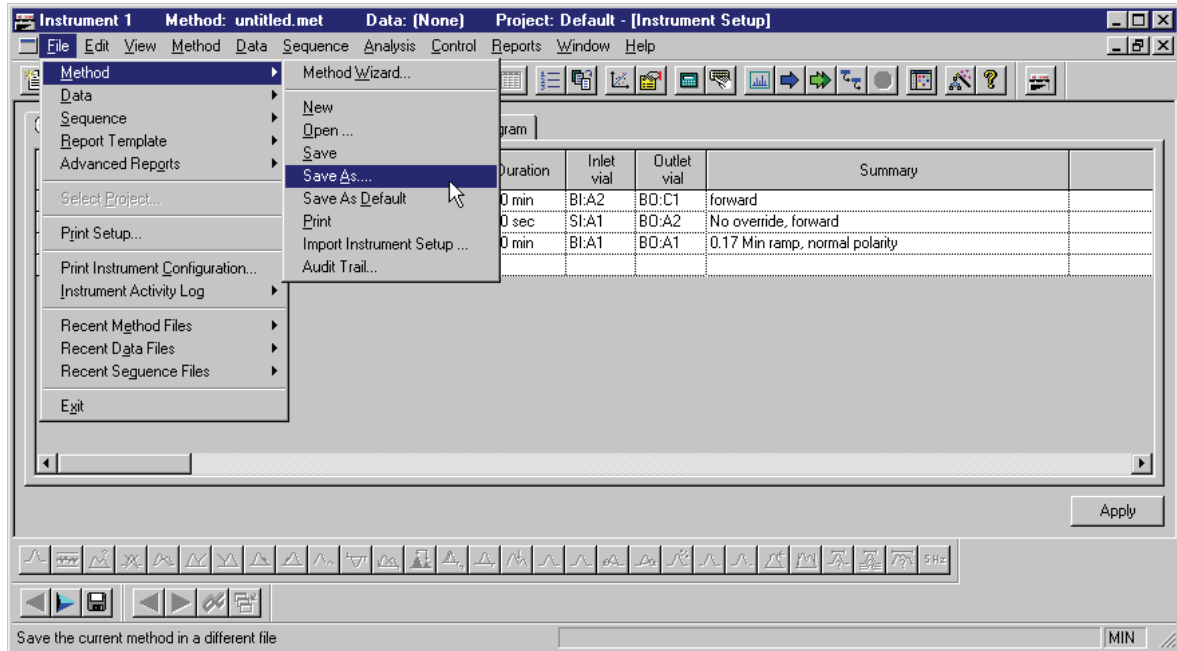 Instrument 1 Method: untitled.met Data: (None) Project: Default - [Instrument Setup]
File Edit View Method Data Sequence Analysis Control Reports Window Help
Method
Data
Sequence
Report Template
Advanced Reports
Select Project...
Print Setup...
Print Instrument Configuration...
Instrument Activity Log
Recent Method Files
Recent Data Files
Recent Sequence Files
Exit
Method Wizard...
New
Open ...
Save
Save As....
Save As Default
Print
Import Instrument Setup ...
Audit Trail...
gram
Duration Inlet vial Outlet vial Summary
0 min BI:A2 BO:C1 forward
0 sec SI:A1 BO:A2 No override, forward
0 min BI:A1 BO:A1 0.17 Min ramp, normal polarity
Apply
5Hz
Save the current method in a different file MIN